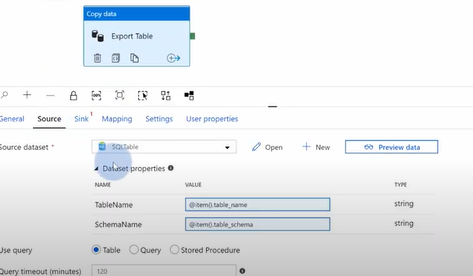 Copy data
Export Table
General Source Sink 1 Mapping Settings User properties
Source dataset * SQLTable Open + New Preview data
Dataset properties
NAME VALUE TYPE
TableName @item().table_name string
SchemaName @item().table_schema string
Use query Table Query Stored Procedure
Query timeout (minutes) 120